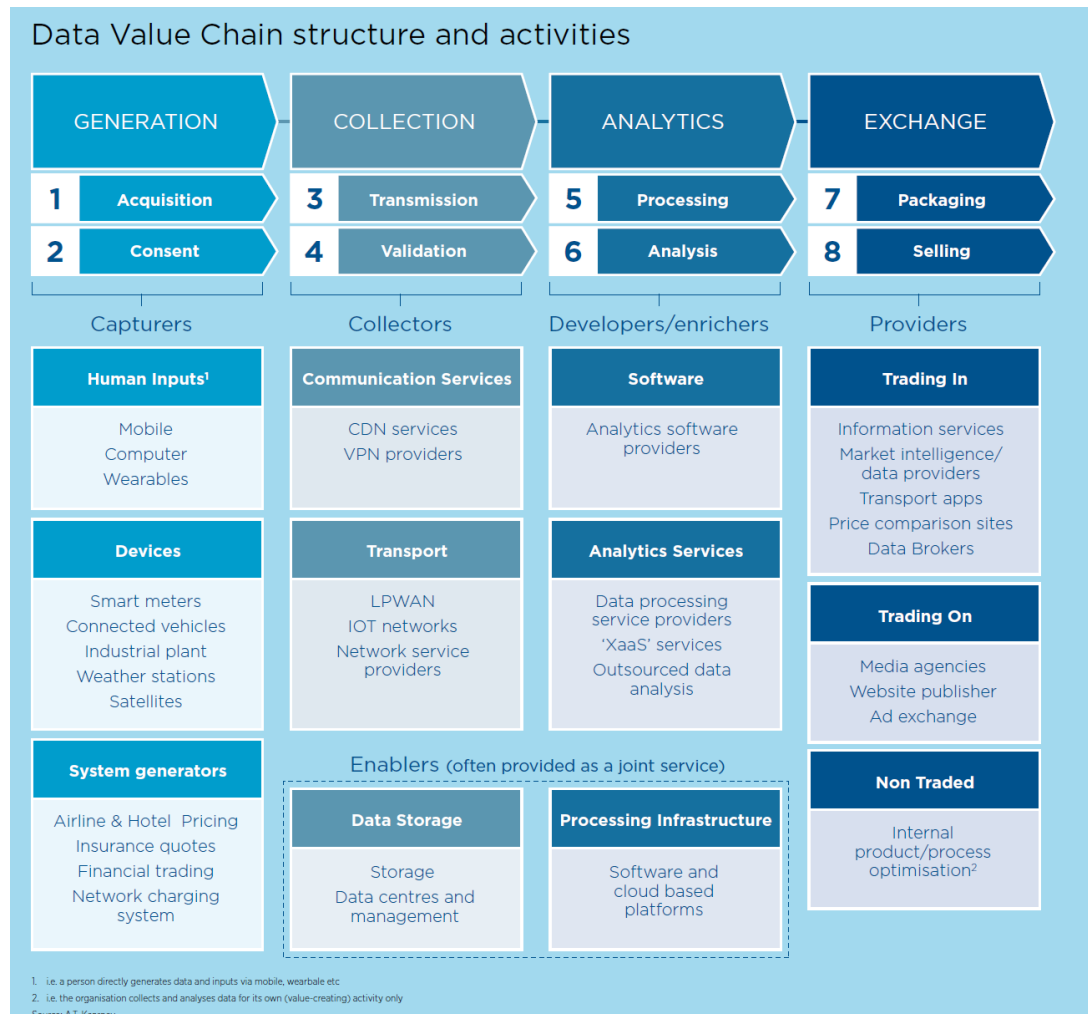 Data Value Chain structure and activities
GENERATION
COLLECTION
ANALYTICS
EXCHANGE
1 Acquisition
3 Transmission
5 Processing
7 Packaging
2 Consent
4 Validation
6 Analysis
8 Selling
Capturers
Collectors
Developers/enrichers
Providers
Human Inputs¹
Mobile
Computer
Wearables
Communication Services
CDN services
VPN providers
Software
Analytics software
providers
Trading In
Information services
Market intelligence/
data providers
Transport apps
Price comparison sites
Data Brokers
Devices
Smart meters
Connected vehicles
Industrial plant
Weather stations
Satellites
Transport
LPWAN
IOT networks
Network service
providers
Analytics Services
Data processing
service providers
‘XaaS’ services
Outsourced data
analysis
Trading On
Media agencies
Website publisher
Ad exchange
System generators
Airline & Hotel Pricing
Insurance quotes
Financial trading
Network charging
system
Enablers (often provided as a joint service)
Data Storage
Storage
Data centres and
management
Processing Infrastructure
Software and
cloud based
platforms
Non Traded
Internal
product/process
optimisation²
1. i.e. a person directly generates data and inputs via mobile, wearbale etc
2. i.e. the organisation collects and analyses data for its own (value-creating) activity only
Source: A.T. Kearney